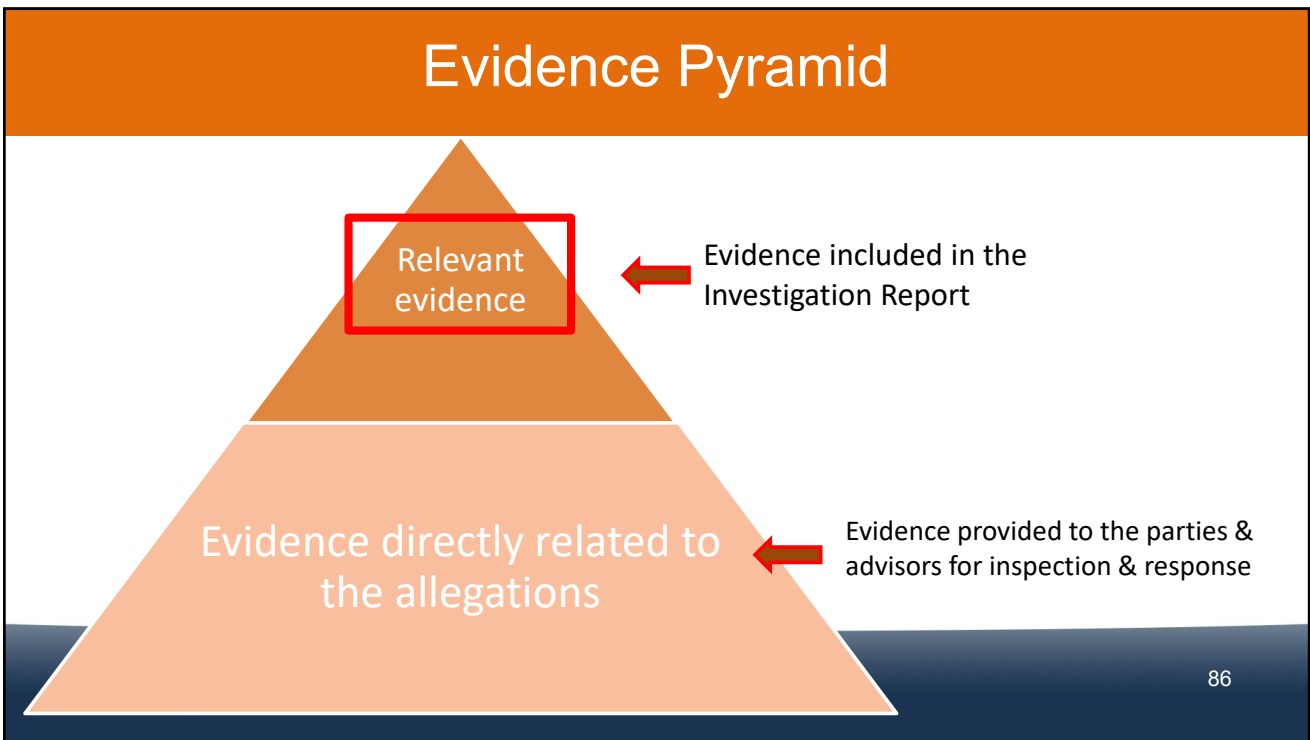 Evidence Pyramid
Relevant
evidence
Evidence included in the
Investigation Report
Evidence directly related to
the allegations
Evidence provided to the parties &
advisors for inspection & response
86